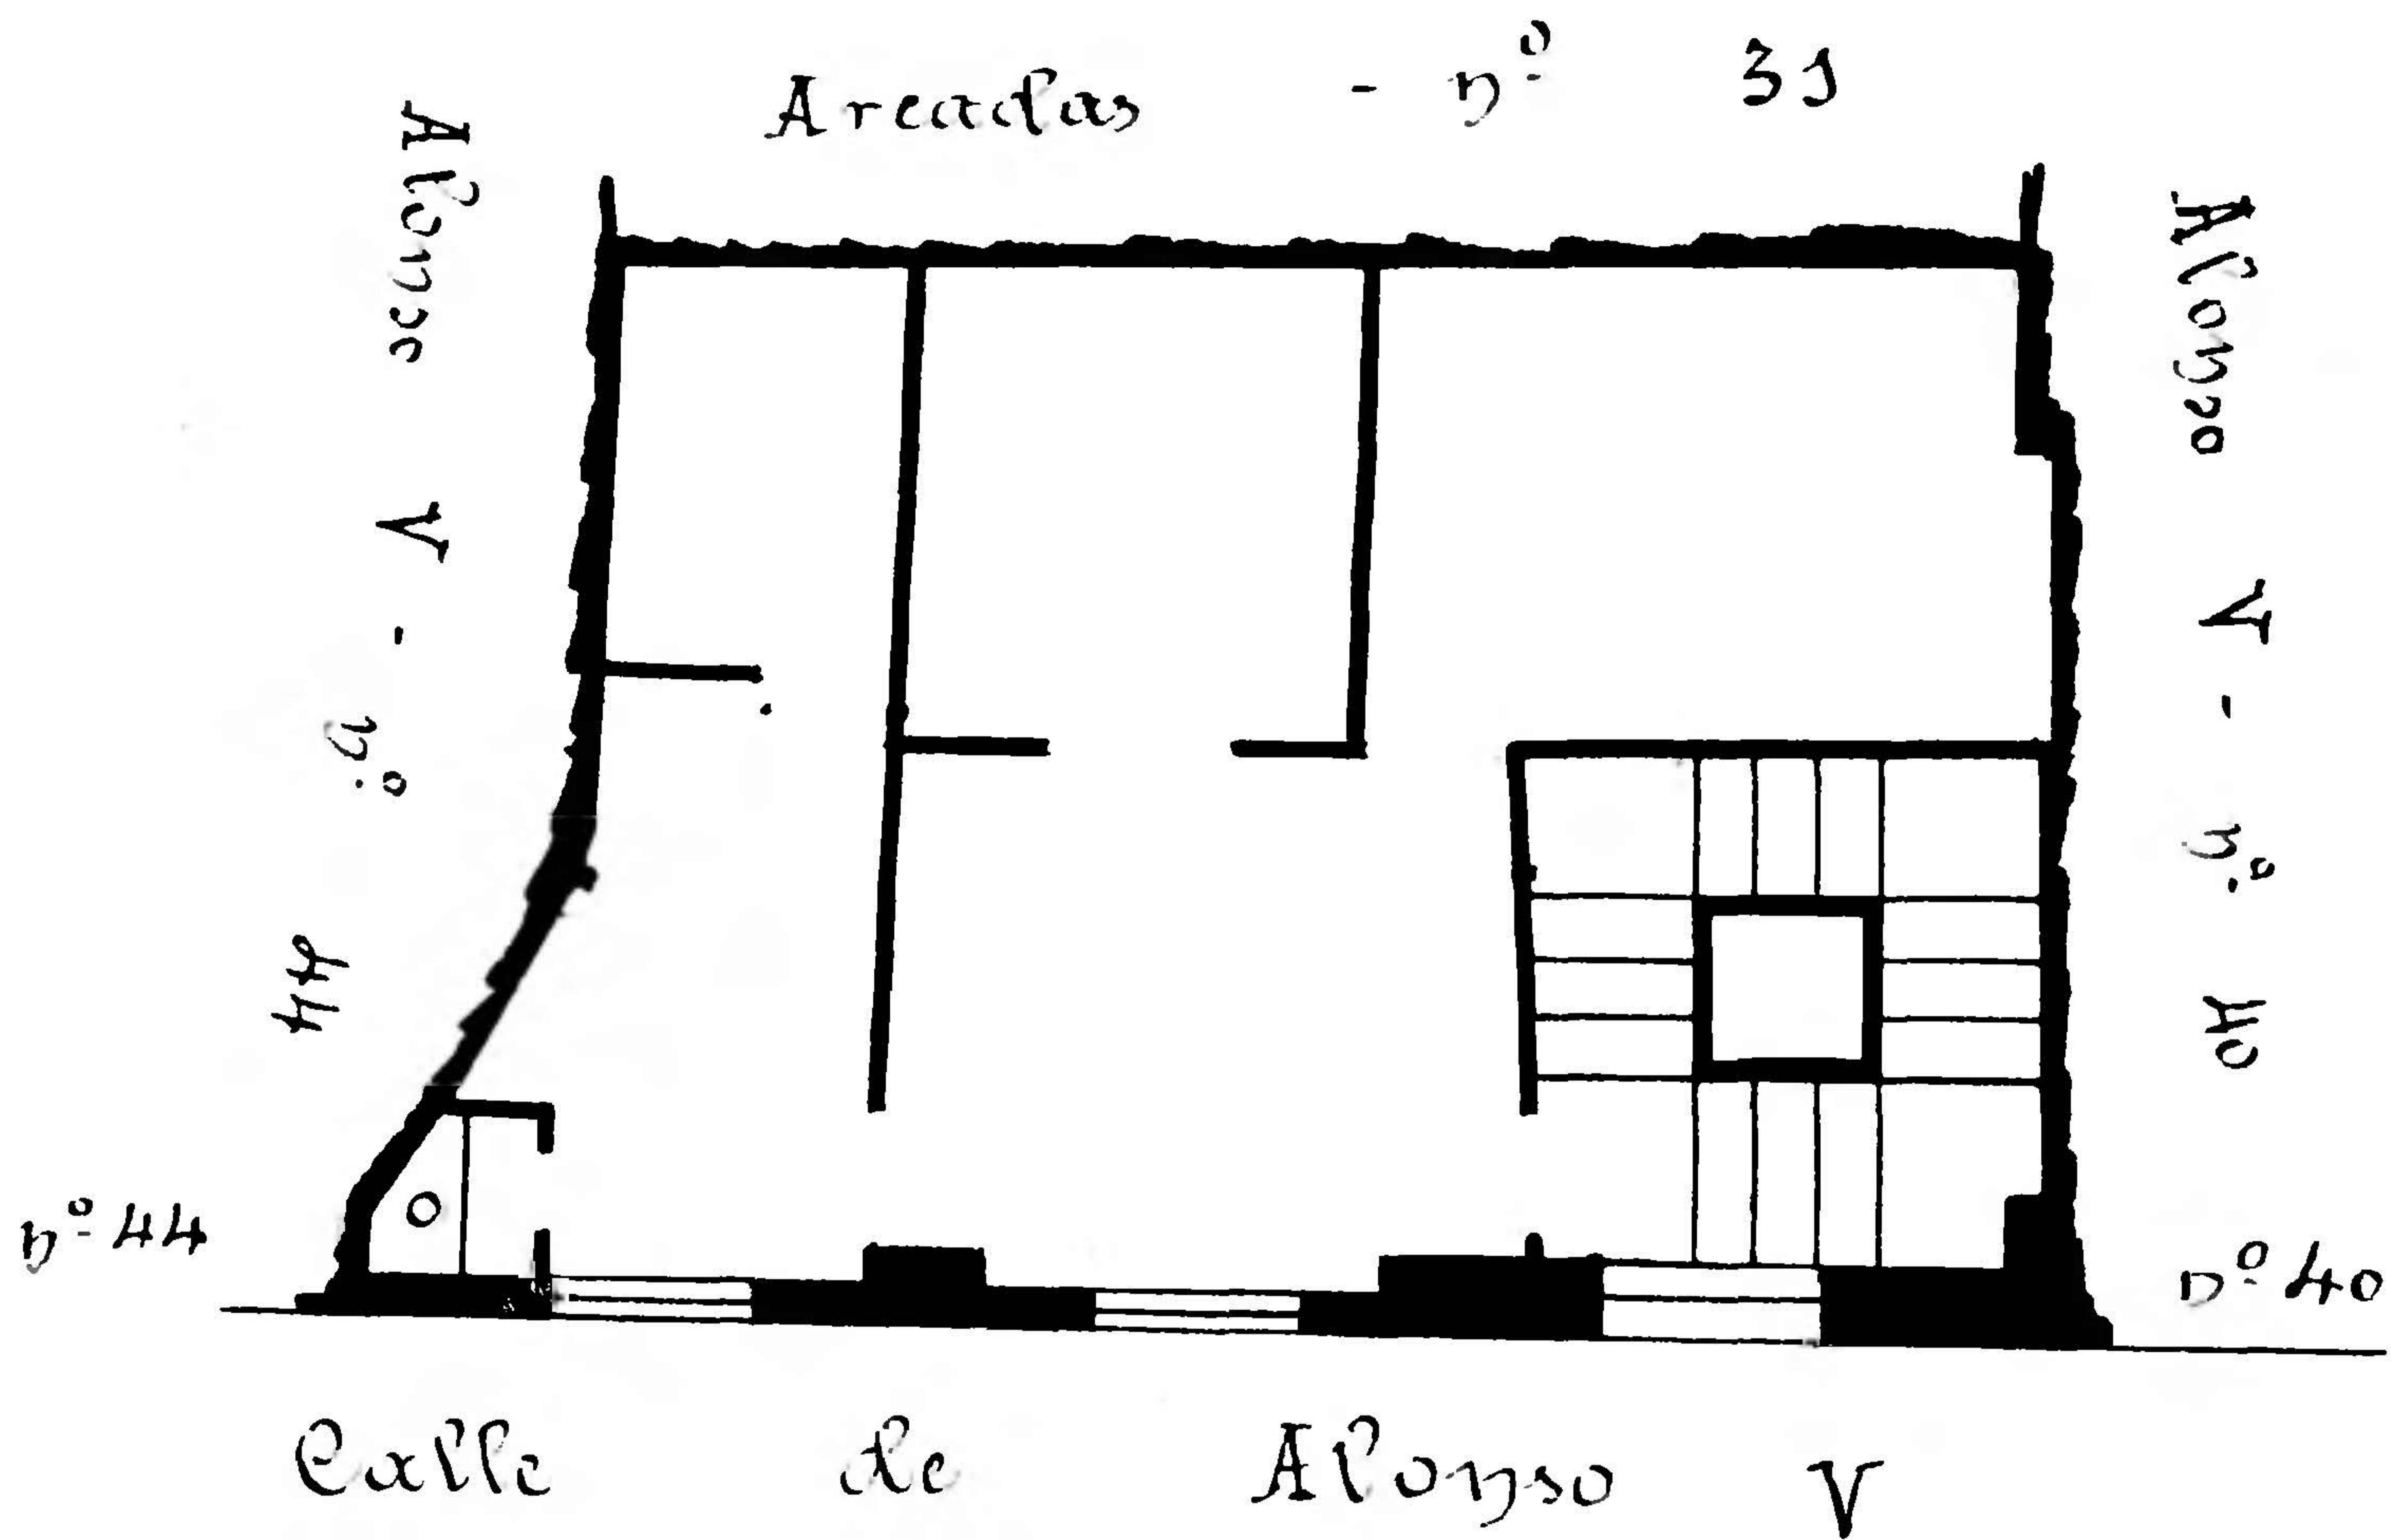 Arcadas - nº 31
Alonso V - nº 44
Alonso V - nº 40
nº 44
nº 40
Calle de Alonso V